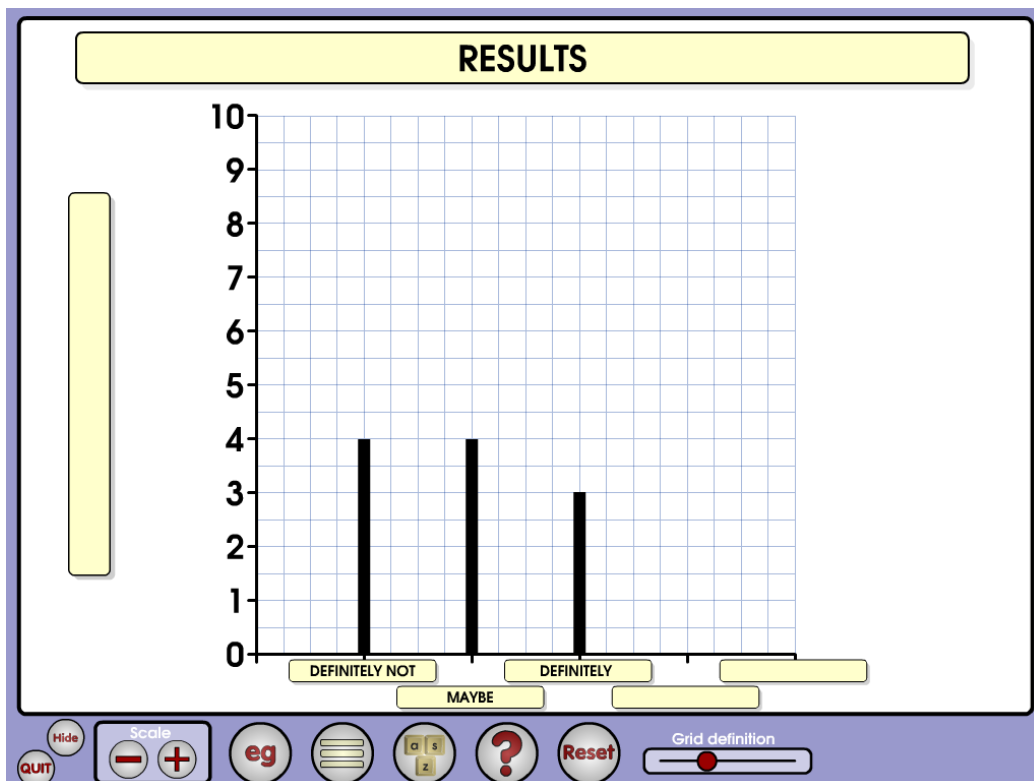 RESULTS
10
9
8
7
6
5
4
3
2
1
0
DEFINITELY NOT
DEFINITELY
MAYBE
Hide
QUIT
Scale
eg
a s
z
?
Reset
Grid definition